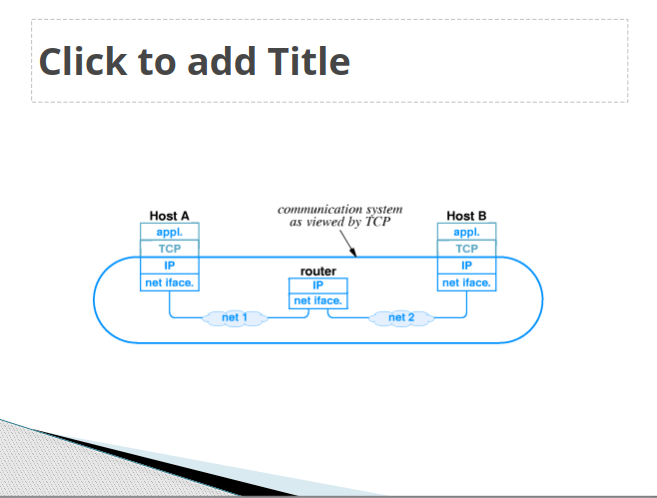 Click to add Title
communication system
as viewed by TCP
Host A
appl.
TCP
IP
net iface.
router
IP
net iface.
Host B
appl.
TCP
IP
net iface.
net 1
net 2